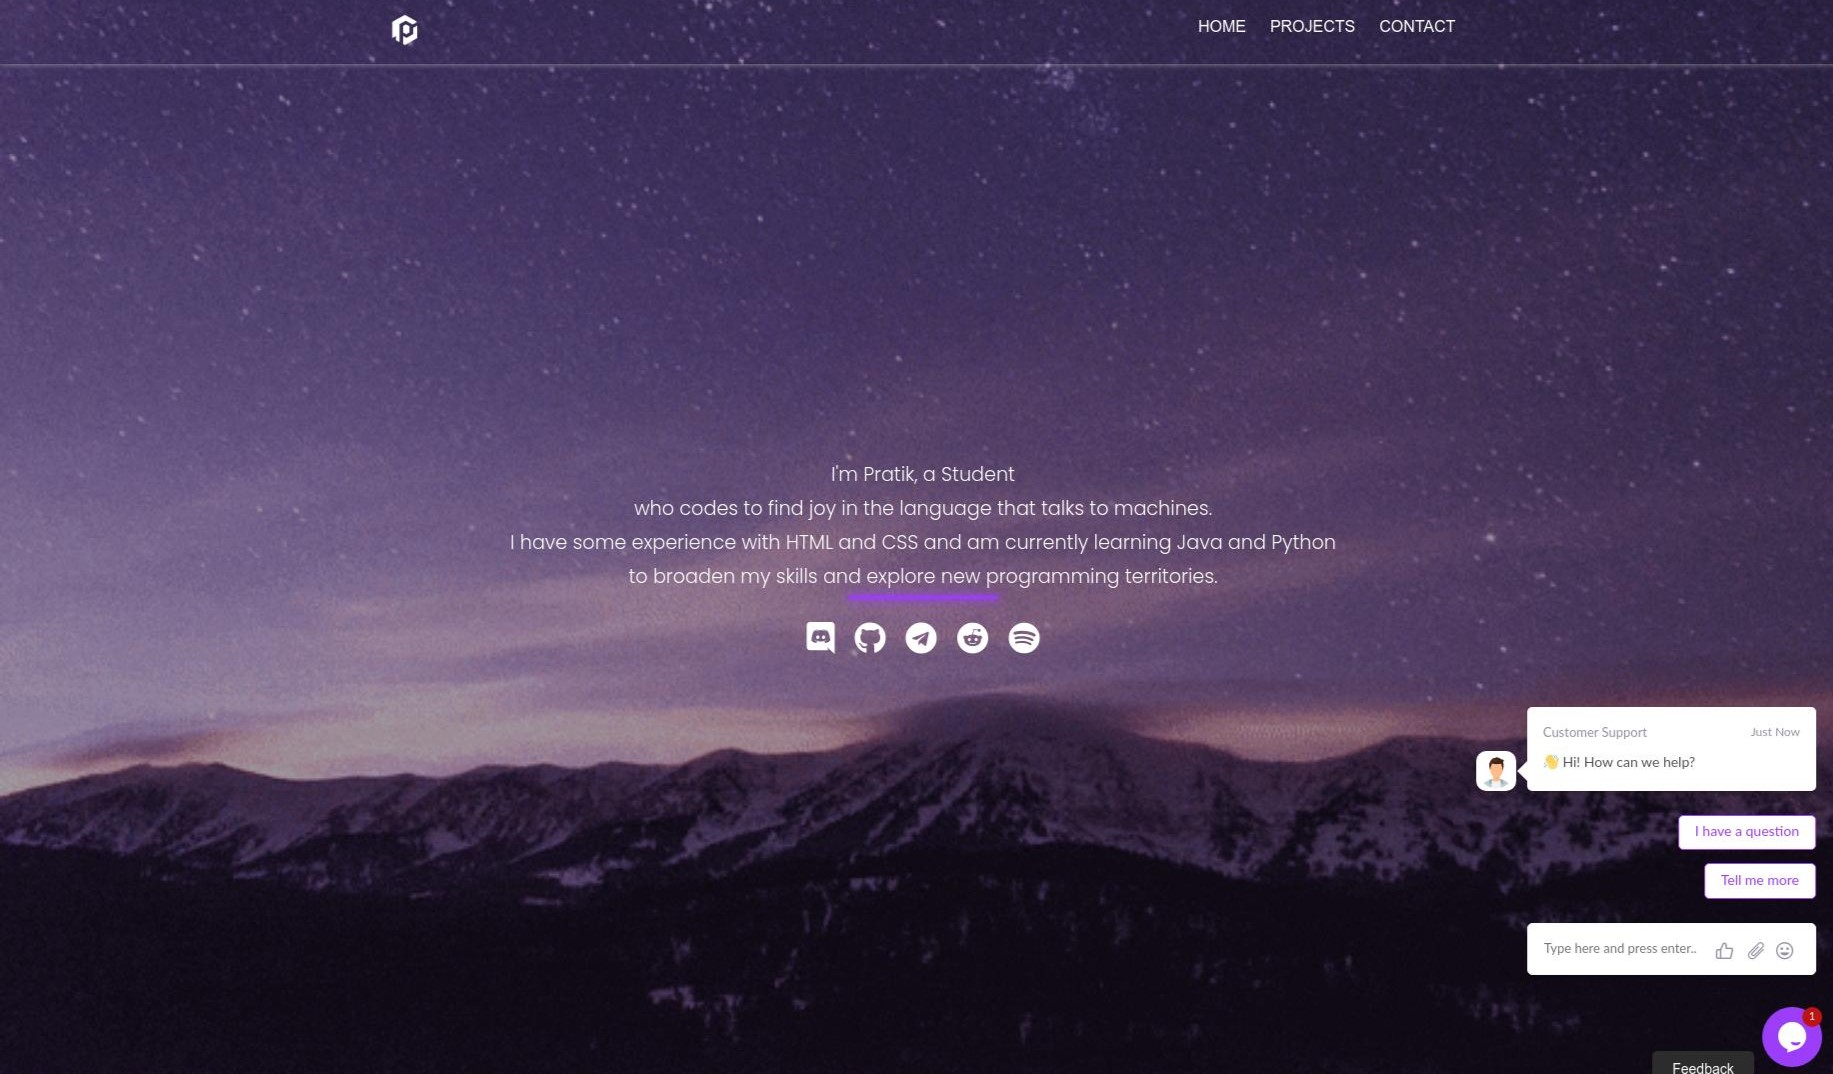 HOME PROJECTS CONTACT
I'm Pratik, a Student
who codes to find joy in the language that talks to machines.
I have some experience with HTML and CSS and am currently learning Java and Python
to broaden my skills and explore new programming territories.
Customer Support Just Now
👋 Hi! How can we help?
I have a question
Tell me more
Type here and press enter..
1
Feedback